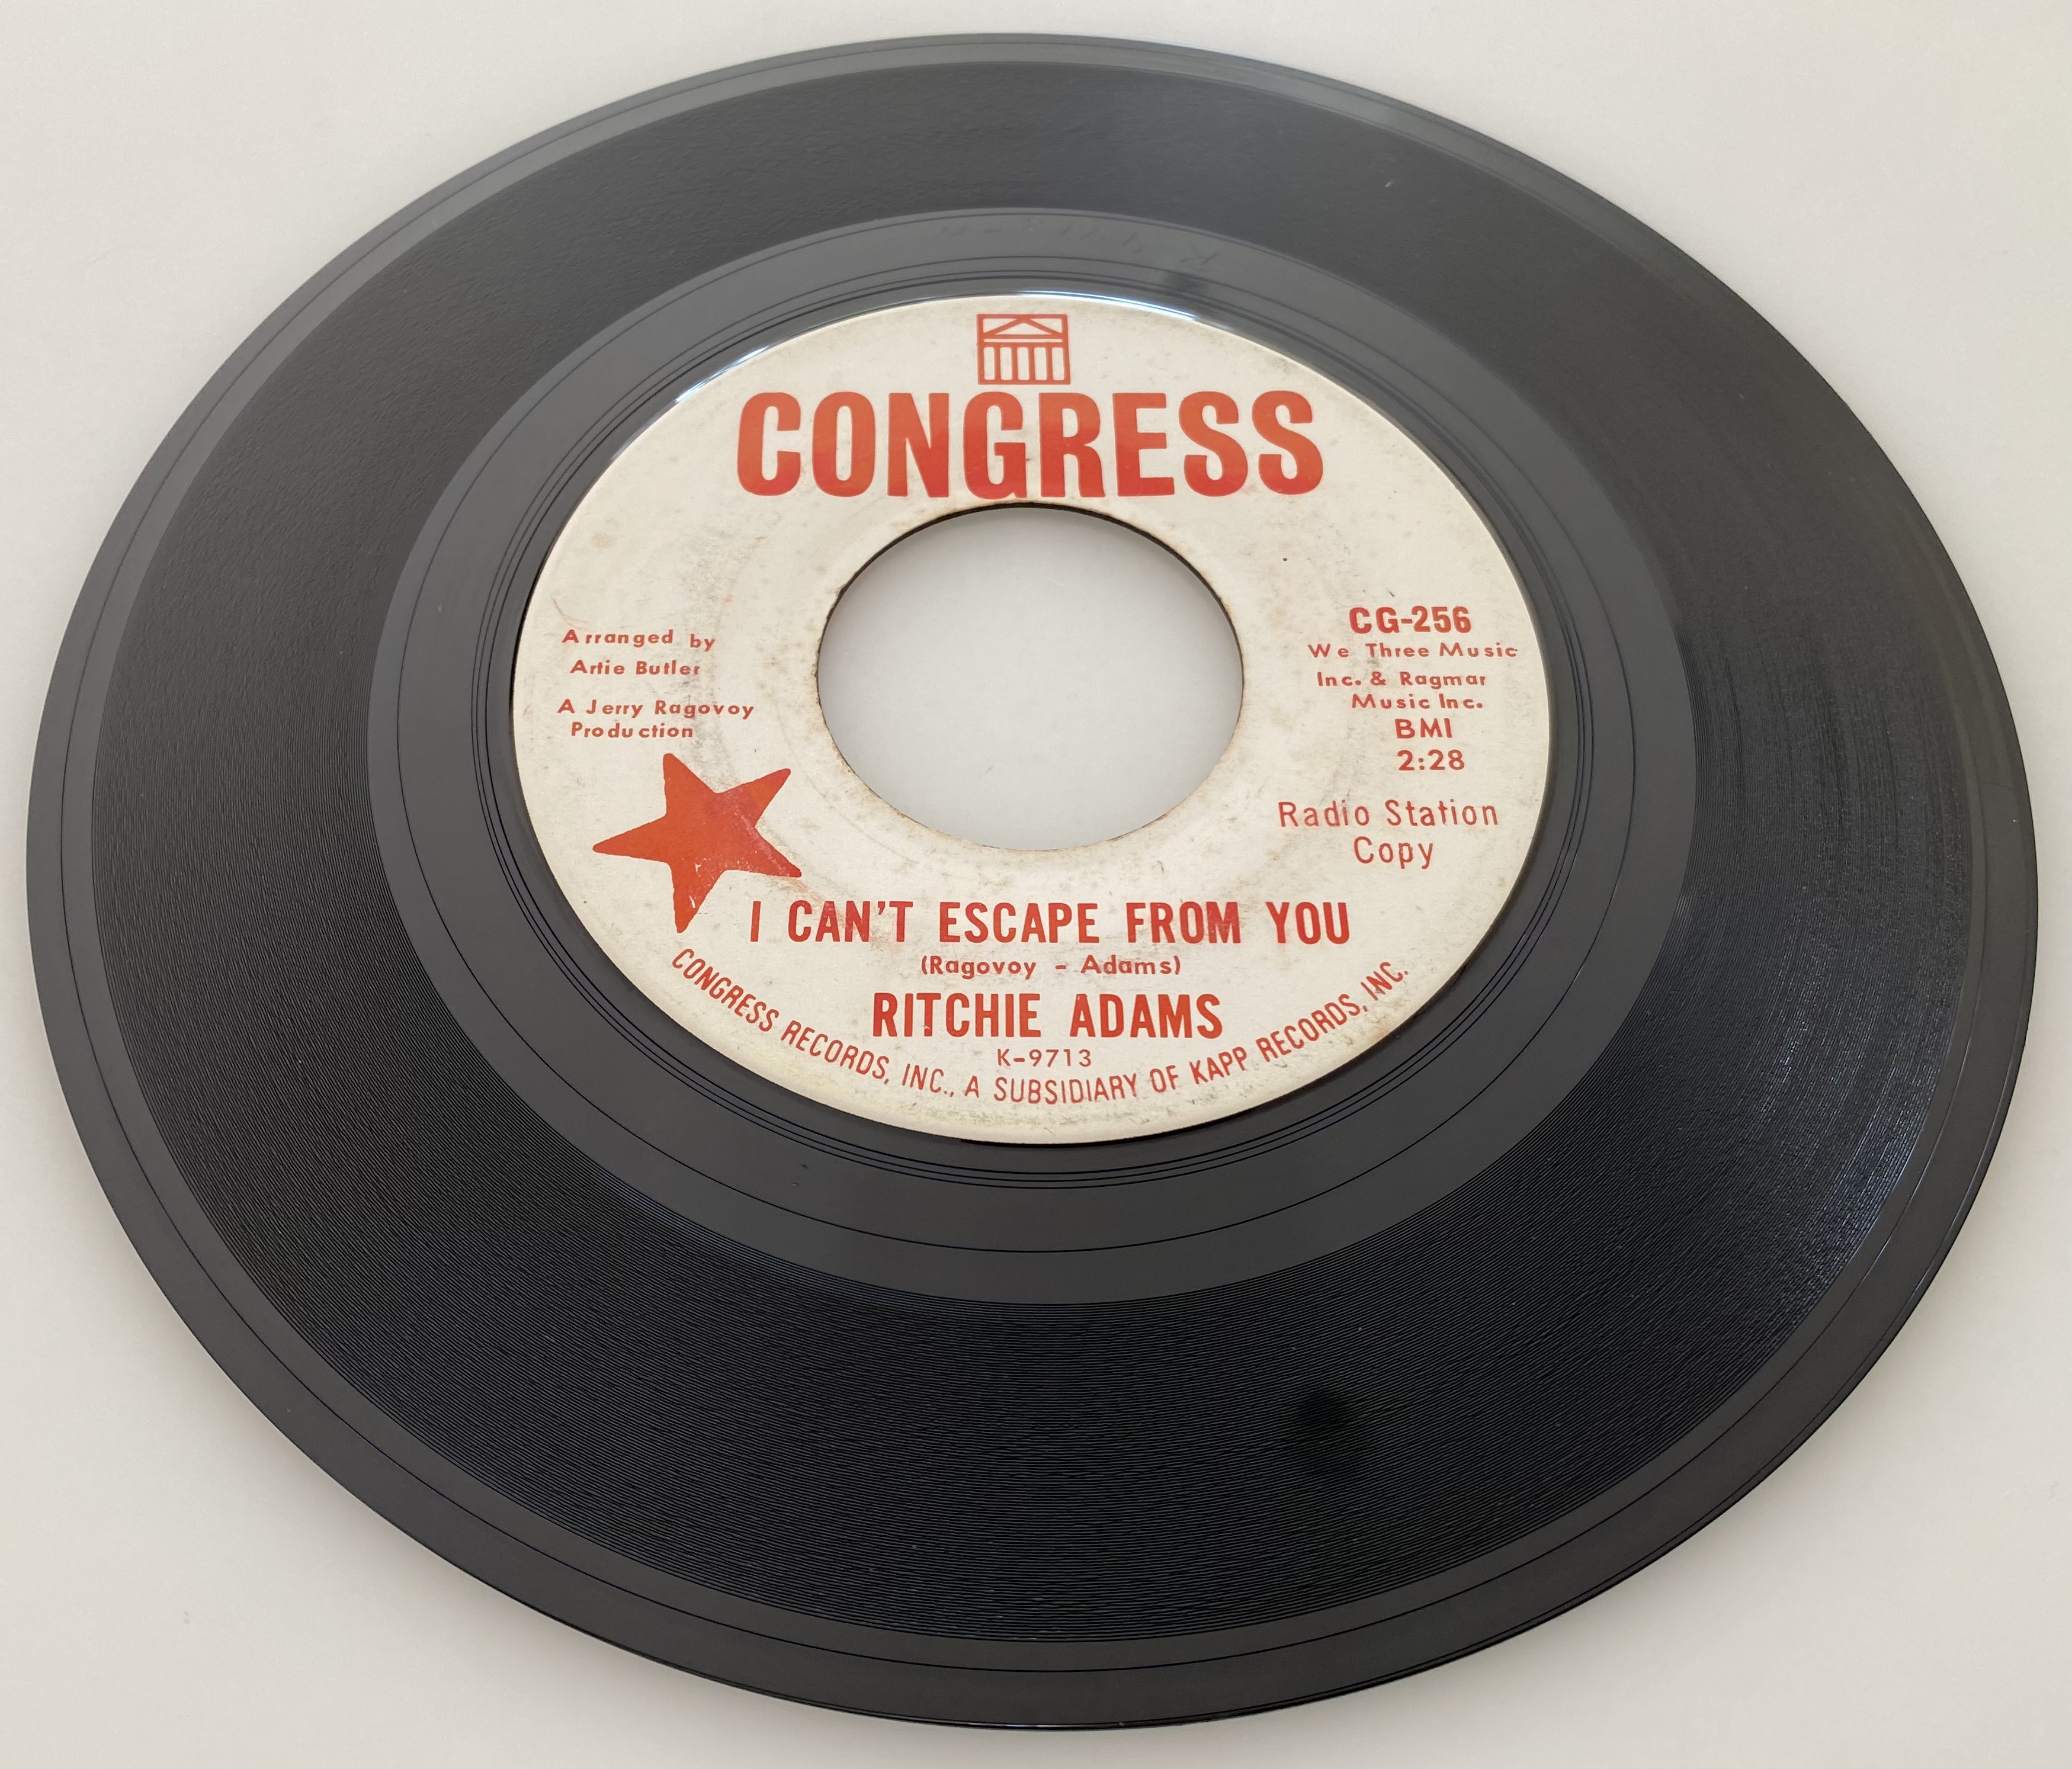 CONGRESS
Arranged by
Artie Butler
A Jerry Ragovoy
Production
CG-256
We Three Music
Inc. & Ragmar
Music Inc.
BMI
2:28
Radio Station
Copy
I CAN'T ESCAPE FROM YOU
(Ragovoy - Adams)
RITCHIE ADAMS
K-9713
CONGRESS RECORDS, INC., A SUBSIDIARY OF KAPP RECORDS, INC.